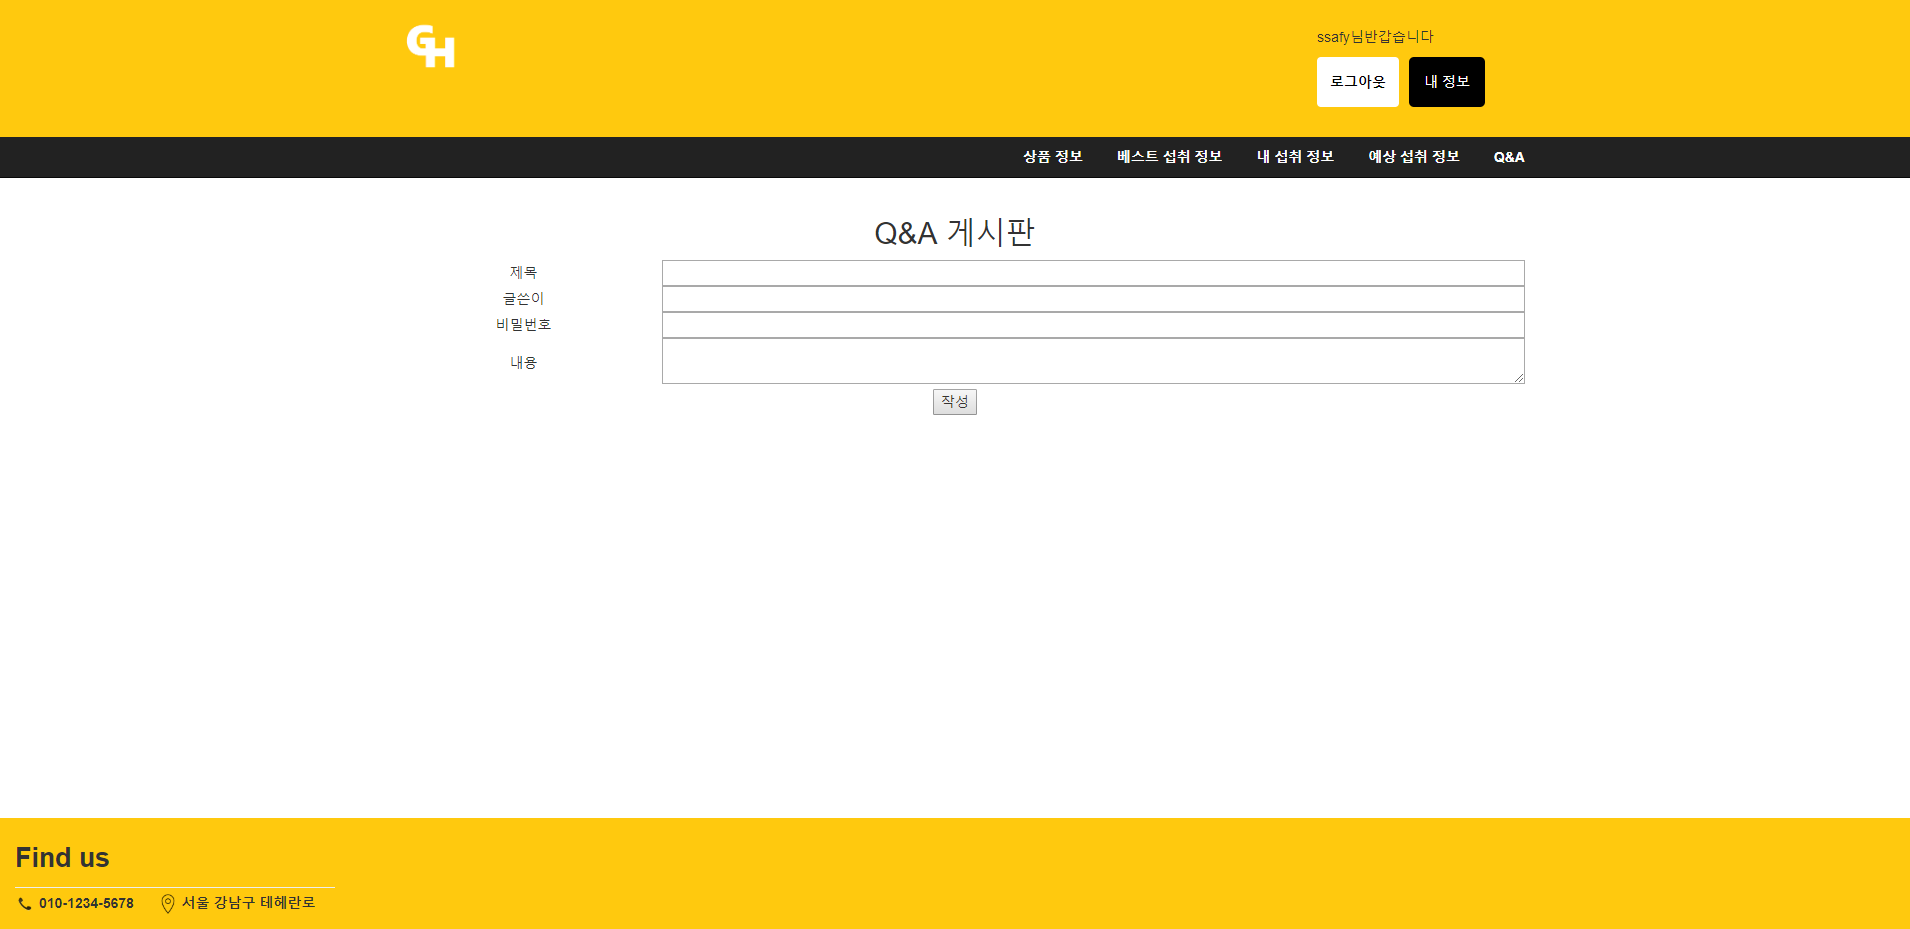 GH
ssafy님반갑습니다
로그아웃 내 정보
상품 정보 베스트 섭취 정보 내 섭취 정보 예상 섭취 정보 Q&A
Q&A 게시판
제목
글쓴이
비밀번호
내용
작성
Find us
010-1234-5678 서울 강남구 테헤란로